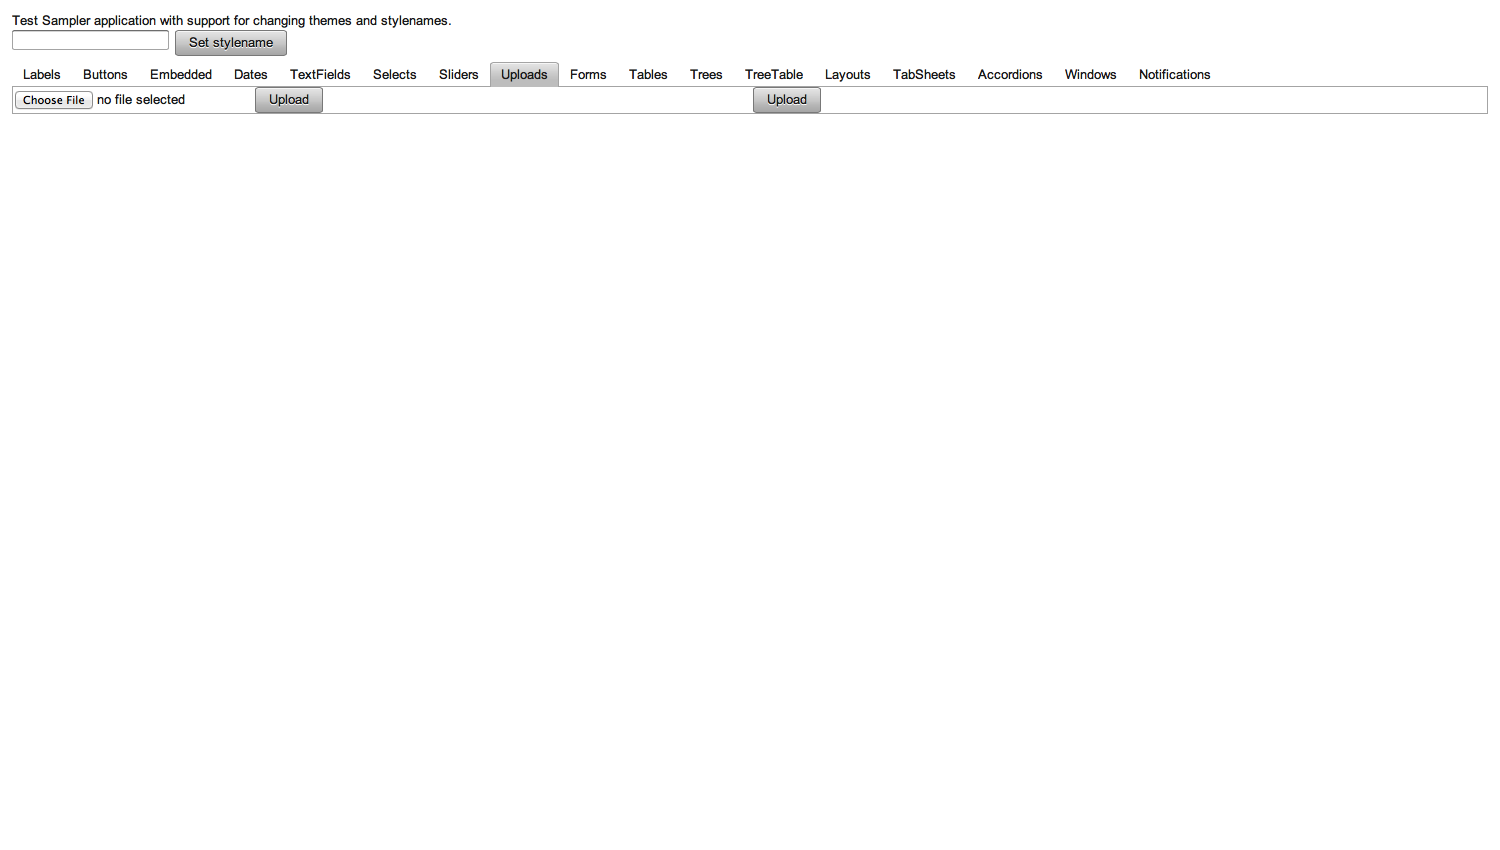 Test Sampler application with support for changing themes and stylenames.
Set stylename
Labels Buttons Embedded Dates TextFields Selects Sliders Uploads Forms Tables Trees TreeTable Layouts TabSheets Accordions Windows Notifications
Choose File no file selected Upload Upload